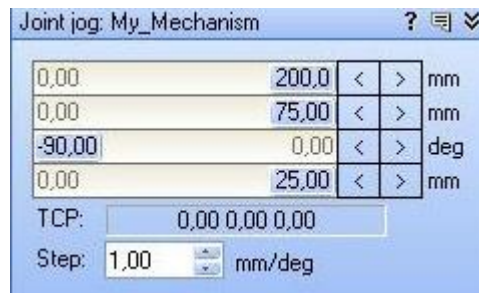 Joint jog: My_Mechanism ?
0,00 200,0 < > mm
0,00 75,00 < > mm
-90,00 0,00 < > deg
0,00 25,00 < > mm
TCP: 0,00 0,00 0,00
Step: 1,00 mm/deg